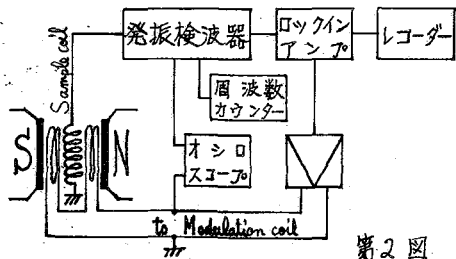 発振検波器
ロックイン
アンプ
レコーダー
Sample coil
周波数
カウンター
S
N
オシロ
スコープ
to Modulation coil
第2図